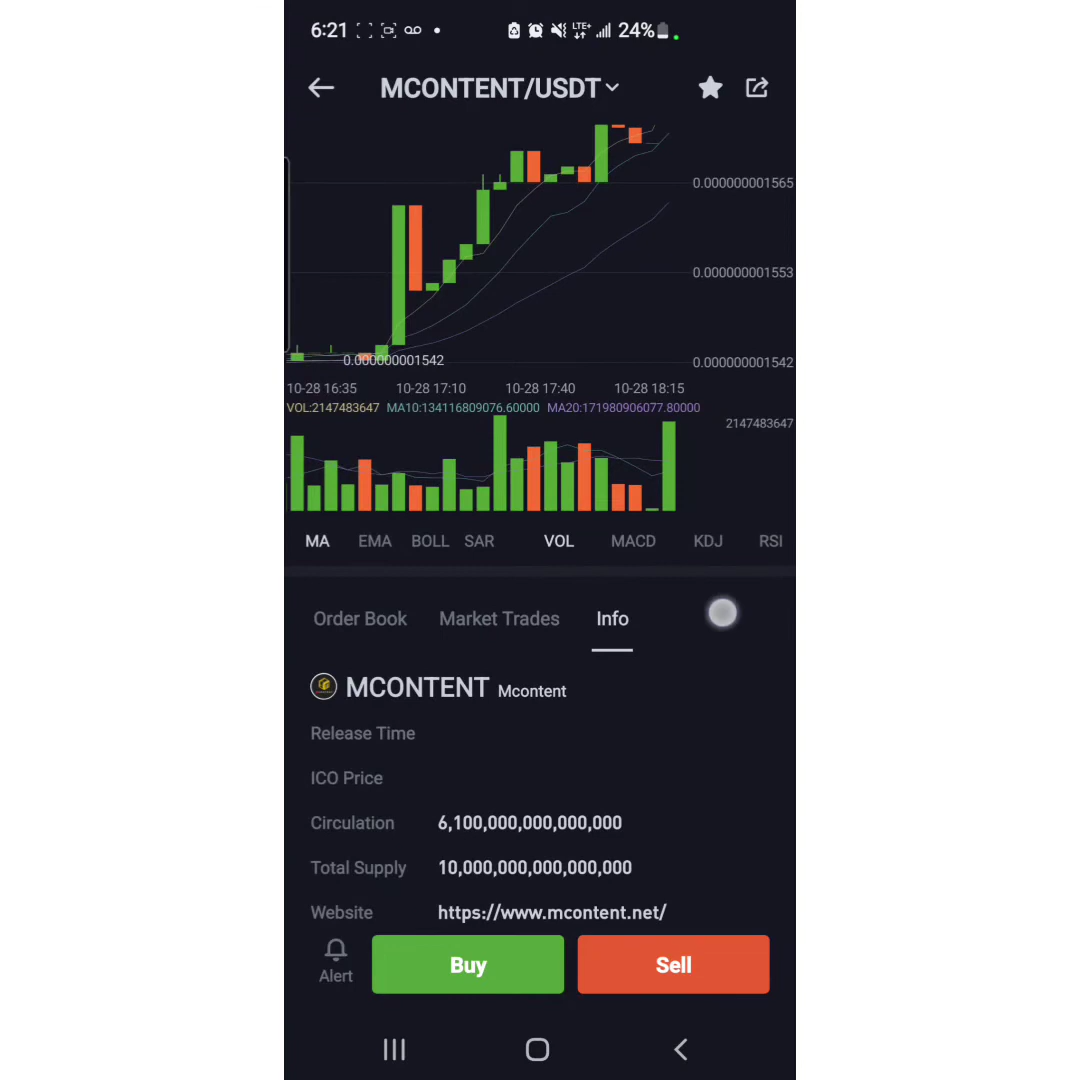 6:21 LTE+ 24%
MCONTENT/USDT
0.000000001565
0.000000001553
0.000000001542
0.000000001542
10-28 16:35 10-28 17:10 10-28 17:40 10-28 18:15
VOL:2147483647 MA10:134116809076.60000 MA20:171980906077.80000
2147483647
MA EMA BOLL SAR VOL MACD KDJ RSI
Order Book Market Trades Info
MCONTENT Mcontent
Release Time
ICO Price
Circulation 6,100,000,000,000,000
Total Supply 10,000,000,000,000,000
Website https://www.mcontent.net/
Alert Buy Sell